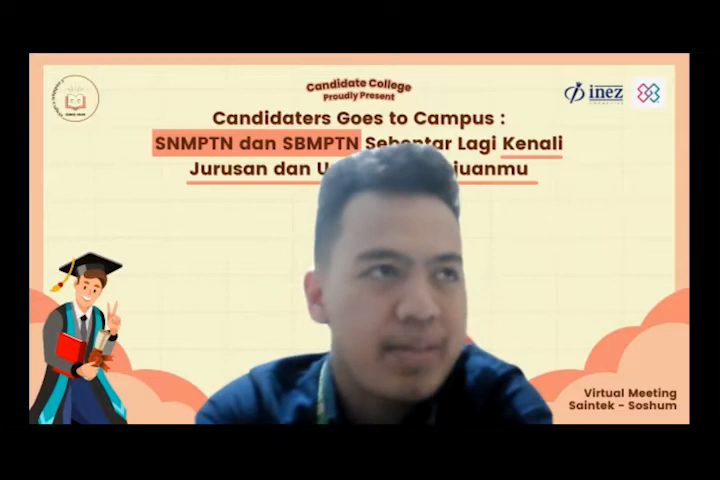 Candidate College
Proudly Present
inez
Candidaters Goes to Campus :
SNMPTN dan SBMPTN Lagi Kenali
Jurusan dan
Virtual Meeting
Saintek - Soshum